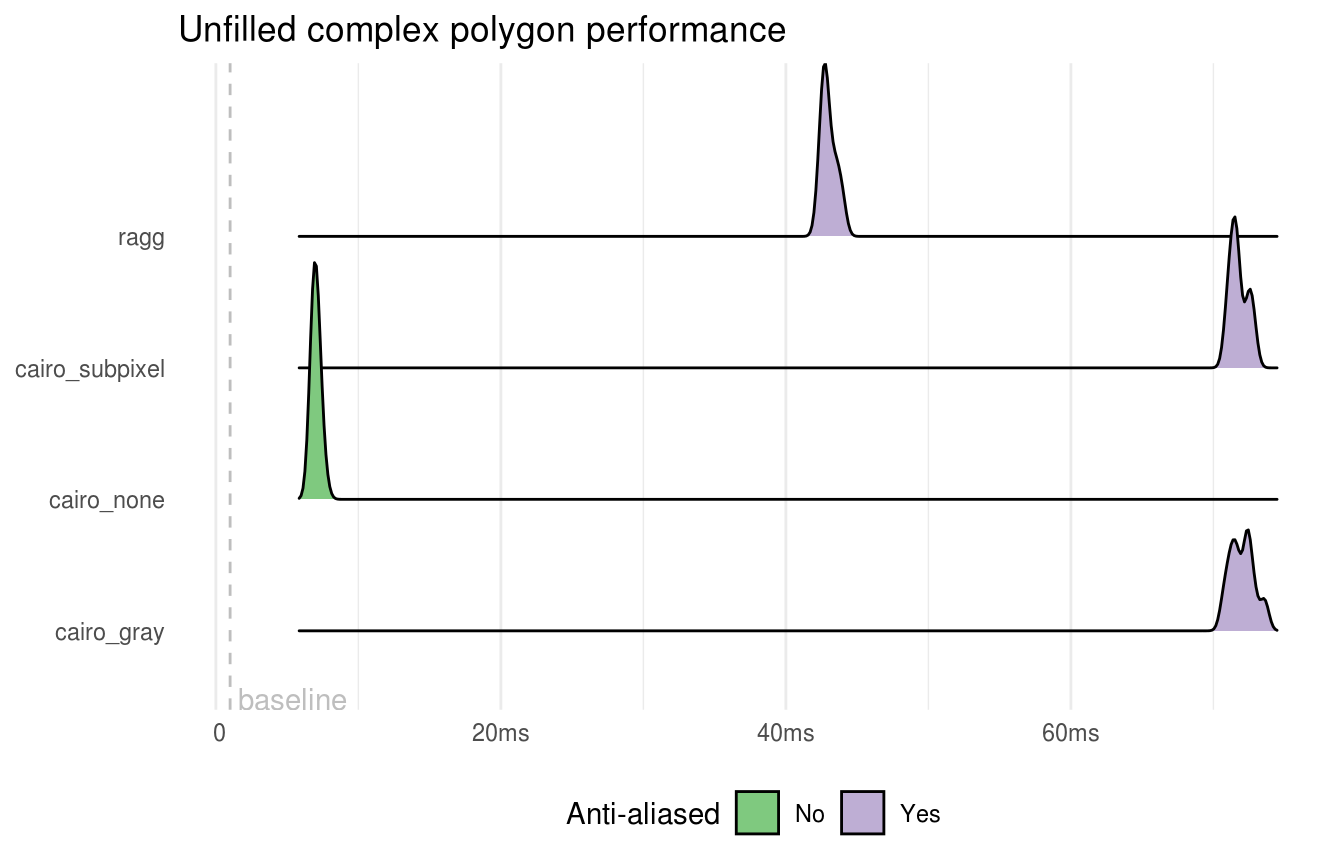 Unfilled complex polygon performance
ragg
cairo_subpixel
cairo_none
cairo_gray
baseline
0 20ms 40ms 60ms
Anti-aliased No Yes